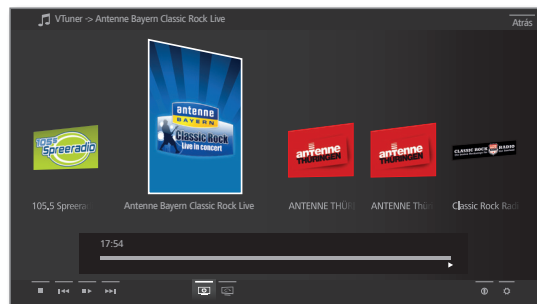 VTuner -> Antenne Bayern Classic Rock Live
Atrás
antenne
BAYERN
Classic Rock
Live in concert
105'5
Spreeradio
antenne
THÜRINGEN
antenne
THÜRINGEN
CLASSIC ROCK RADIO
105,5 Spreerad
Antenne Bayern Classic Rock Live
ANTENNE THÜR
ANTENNE Thür
Classic Rock Radi
17:54